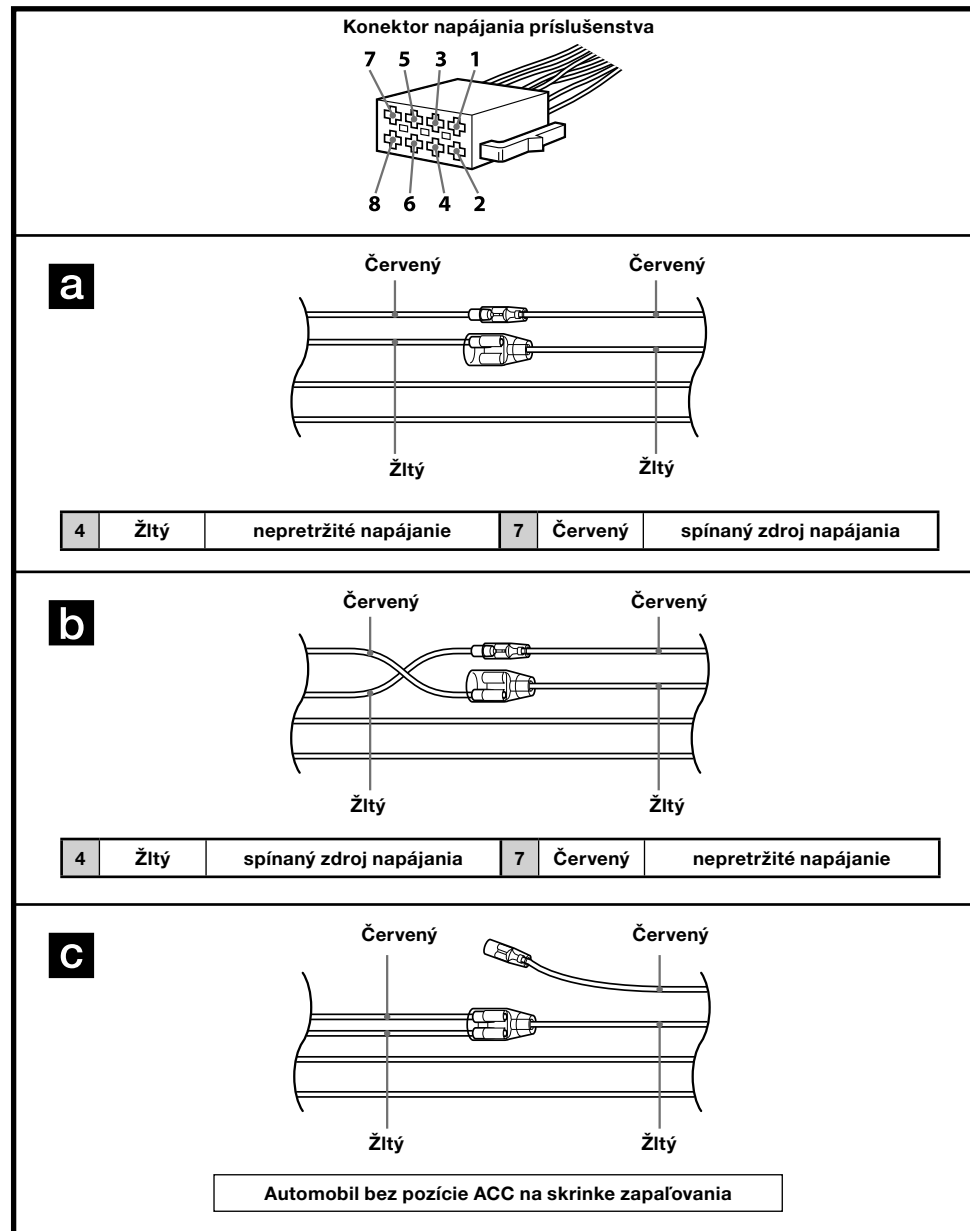 Konektor napájania príslušenstva
7 5 3 1
8 6 4 2
a
Červený Červený
Žltý Žltý
4 Žltý nepretržité napájanie 7 Červený spínaný zdroj napájania
b
Červený Červený
Žltý Žltý
4 Žltý spínaný zdroj napájania 7 Červený nepretržité napájanie
c
Červený Červený
Žltý Žltý
Automobil bez pozície ACC na skrinke zapaľovania